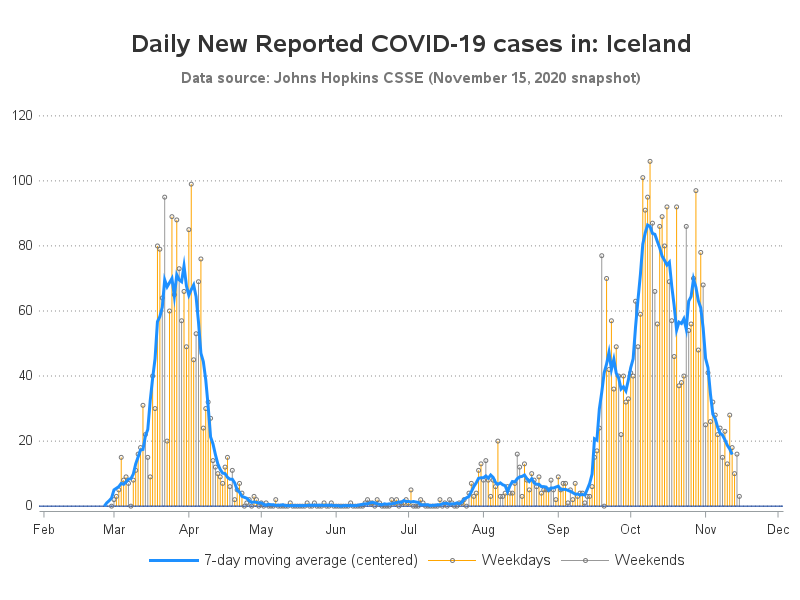 Daily New Reported COVID-19 cases in: Iceland
Data source: Johns Hopkins CSSE (November 15, 2020 snapshot)
120
100
80
60
40
20
0
Feb Mar Apr May Jun Jul Aug Sep Oct Nov Dec
7-day moving average (centered) Weekdays Weekends